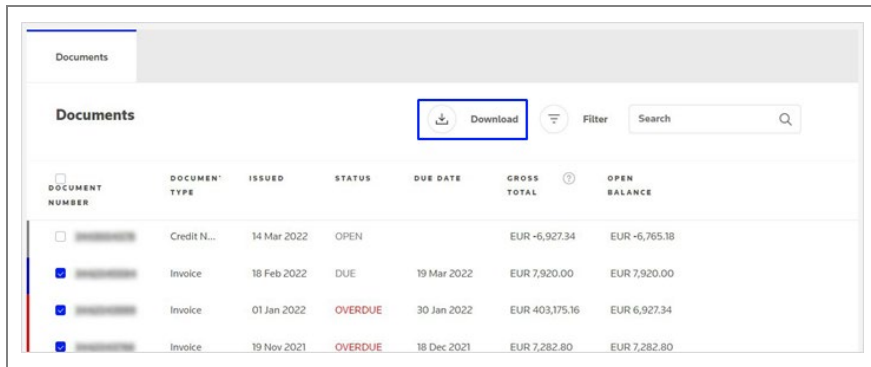 Documents
Documents
Download
Filter
Search
DOCUMENT NUMBER
DOCUMEN' TYPE
ISSUED
STATUS
DUE DATE
GROSS TOTAL ?
OPEN BALANCE
Credit N... 14 Mar 2022 OPEN EUR -6,927.34 EUR -6,765.18
Invoice 18 Feb 2022 DUE 19 Mar 2022 EUR 7,920.00 EUR 7,920.00
Invoice 01 Jan 2022 OVERDUE 30 Jan 2022 EUR 403,175.16 EUR 6,927.34
Invoice 19 Nov 2021 OVERDUE 18 Dec 2021 EUR 7,282.80 EUR 7,282.80